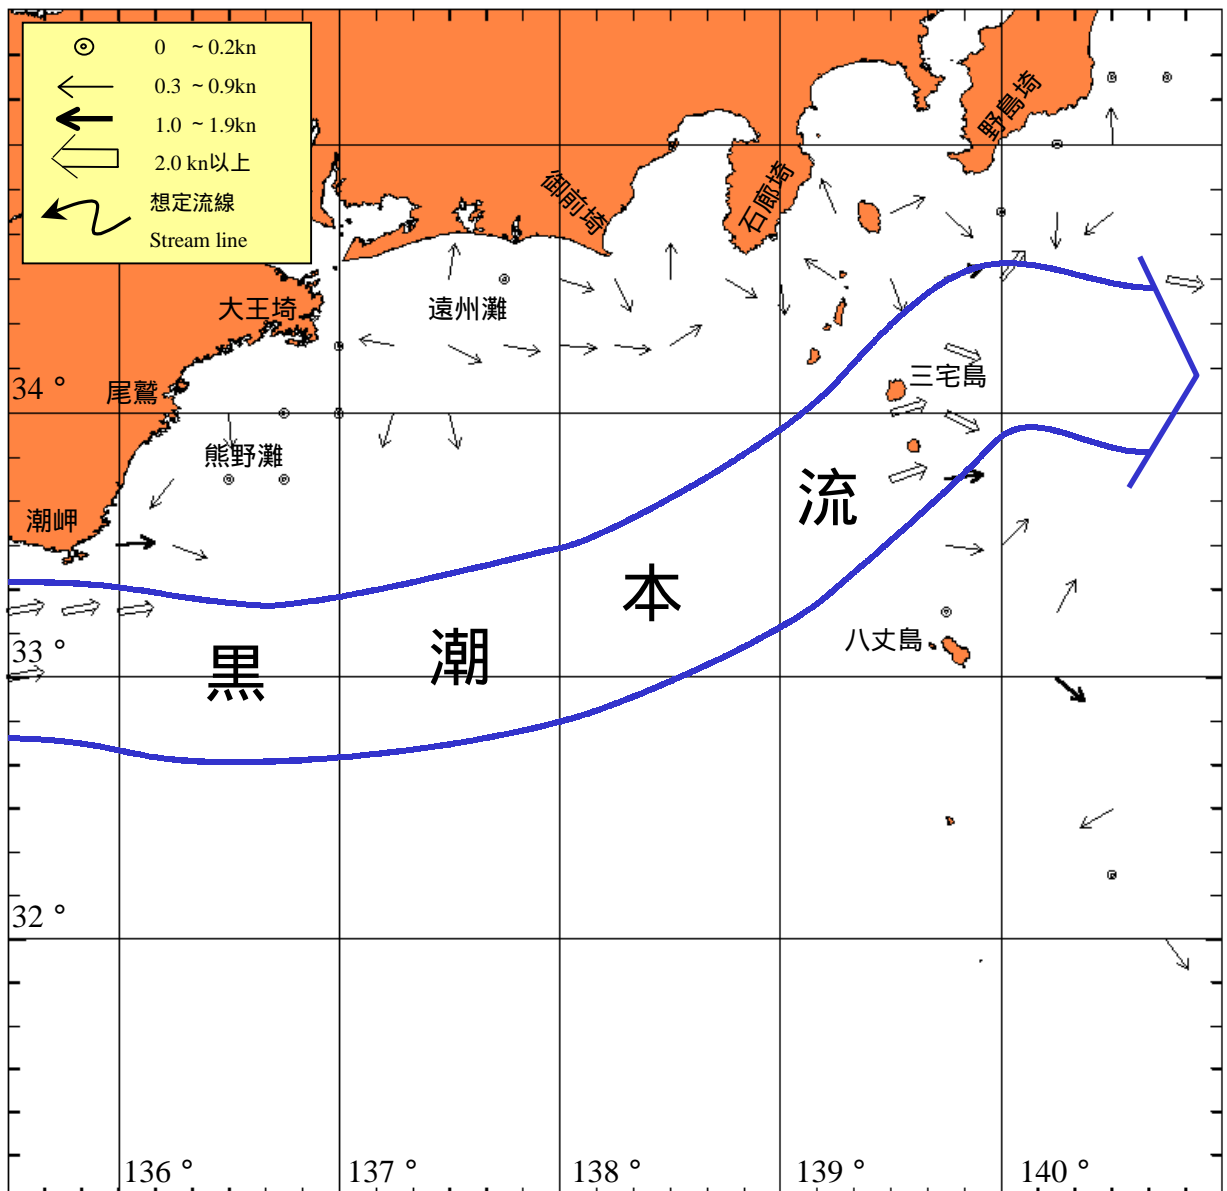 0 ~ 0.2kn
0.3 ~ 0.9kn
1.0 ~ 1.9kn
2.0 kn以上
想定流線
Stream line
野島埼
石廊埼
御前埼
大王埼
遠州灘
尾鷲
34 °
三宅島
熊野灘
潮岬
流
本
潮
黒
八丈島
33 °
32 °
136 °
137 °
138 °
139 °
140 °